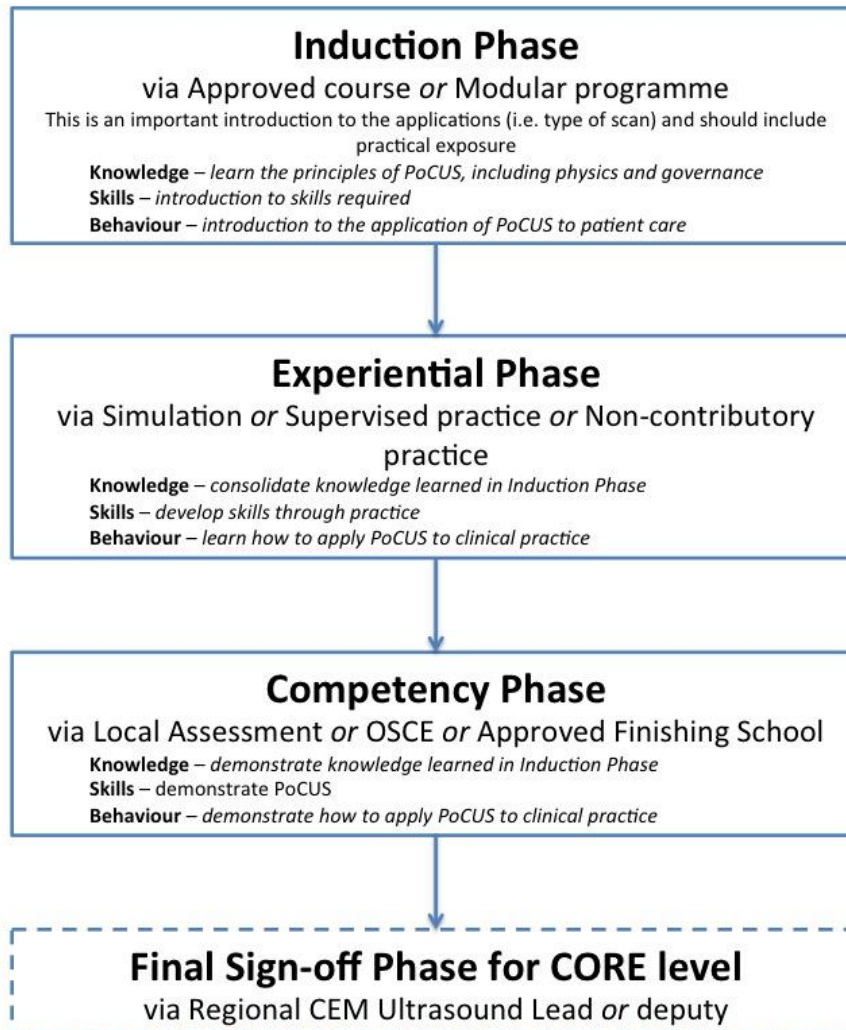 Induction Phase
via Approved course or Modular programme
This is an important introduction to the applications (i.e. type of scan) and should include
practical exposure
Knowledge – learn the principles of PoCUS, including physics and governance
Skills – introduction to skills required
Behaviour – introduction to the application of PoCUS to patient care
Experiential Phase
via Simulation or Supervised practice or Non-contributory
practice
Knowledge – consolidate knowledge learned in Induction Phase
Skills – develop skills through practice
Behaviour – learn how to apply PoCUS to clinical practice
Competency Phase
via Local Assessment or OSCE or Approved Finishing School
Knowledge – demonstrate knowledge learned in Induction Phase
Skills – demonstrate PoCUS
Behaviour – demonstrate how to apply PoCUS to clinical practice
Final Sign-off Phase for CORE level
via Regional CEM Ultrasound Lead or deputy